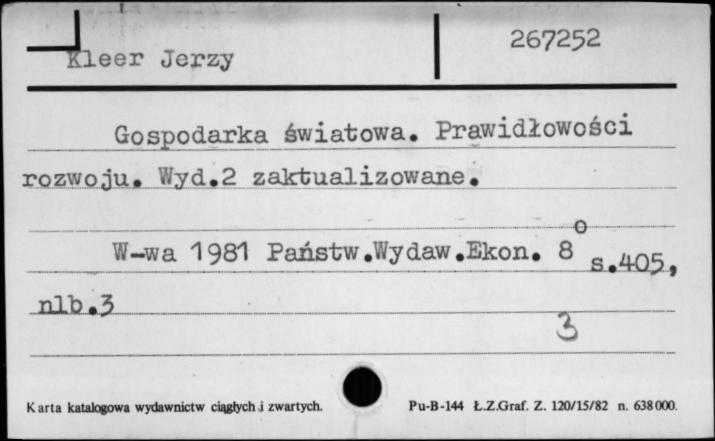 267252
Kleer Jerzy
Gospodarka światowa. Prawidłowości
rozwoju. Wyd.2 zaktualizowane.
W-wa 1981 Państw.Wydaw.Ekon. 8° s.405,
nlb.3
3
Karta katalogowa wydawnictw ciągłych i zwartych. Pu-B-144 Ł.Z.Graf. Z. 120/15/82 n. 638000.